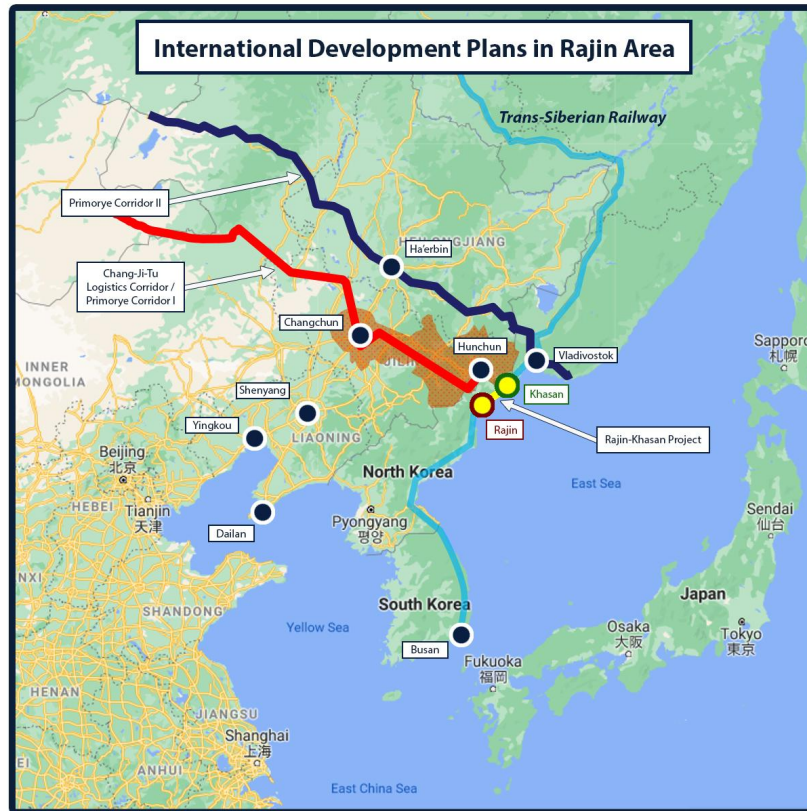 International Development Plans in Rajin Area
Trans-Siberian Railway
Primorye Corridor II
HEILONGJIANG
Ha'erbin
Chang-Ji-Tu
Logistics Corridor /
Primorye Corridor I
Changchun
Hunchun
Vladivostok
Sapporo
札幌
JILIN
INNER
MONGOLIA
Shenyang
Khasan
Yingkou
Rajin
Rajin-Khasan Project
LIAONING
Beijing
北京
North Korea
East Sea
HEBEI
Tianjin
天津
Dailan
Pyongyang
평양
Sendai
仙台
NXI
SHANDONG
South Korea
Japan
Yellow Sea
Osaka
大阪
Tokyo
東京
Busan
Fukuoka
福岡
HENAN
JIANGSU
Shanghai
上海
EI
ANHUI
East China Sea